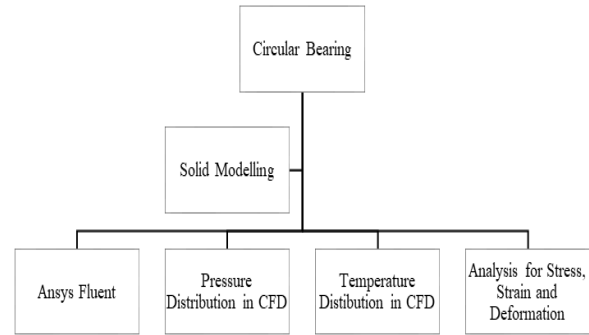 Circular Bearing
Solid Modelling
Ansys Fluent
Pressure
Distribution in CFD
Temperature
Distibution in CFD
Analysis for Stress,
Strain and
Deformation